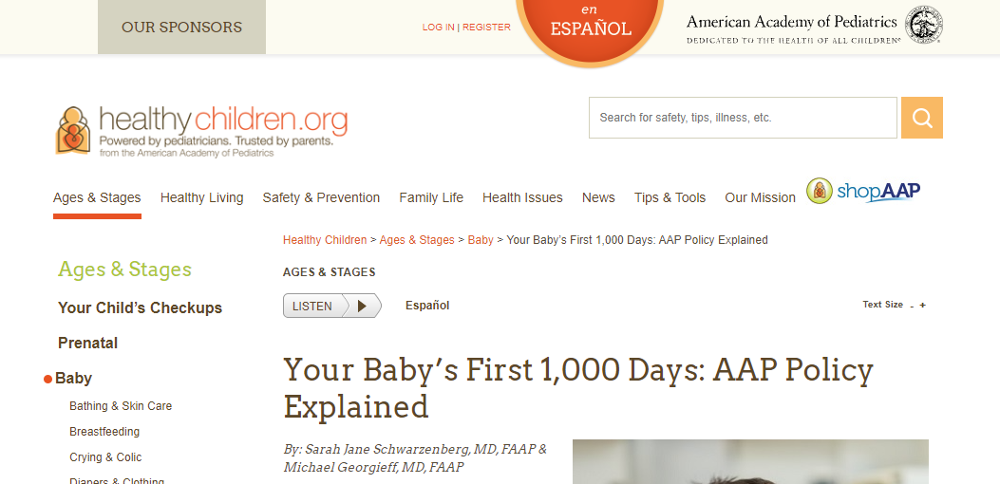 OUR SPONSORS
LOG IN | REGISTER
en
ESPAÑOL
American Academy of Pediatrics
DEDICATED TO THE HEALTH OF ALL CHILDREN®
healthychildren.org
Powered by pediatricians. Trusted by parents.
from the American Academy of Pediatrics
Search for safety, tips, illness, etc.
Ages & Stages Healthy Living Safety & Prevention Family Life Health Issues News Tips & Tools Our Mission shopAAP
Healthy Children > Ages & Stages > Baby > Your Baby’s First 1,000 Days: AAP Policy Explained
Ages & Stages
Your Child’s Checkups
Prenatal
Baby
Bathing & Skin Care
Breastfeeding
Crying & Colic
Diapers & Clothing
AGES & STAGES
LISTEN Español Text Size - +
Your Baby’s First 1,000 Days: AAP Policy
Explained
By: Sarah Jane Schwarzenberg, MD, FAAP &
Michael Georgieff, MD, FAAP